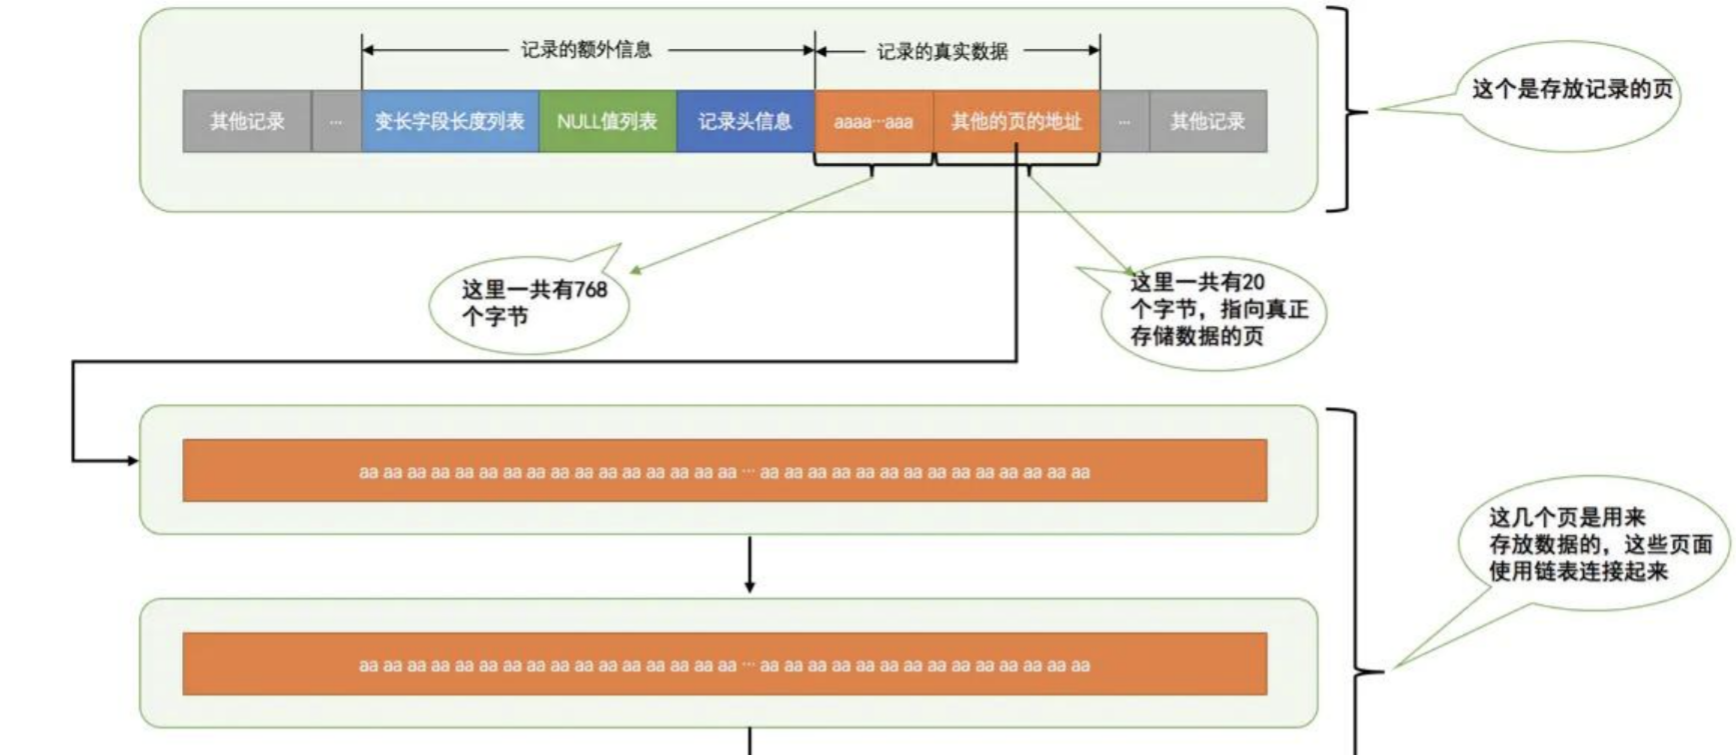 记录的额外信息
记录的真实数据
其他记录
...
变长字段长度列表
NULL值列表
记录头信息
aaaa···aaa
其他的页的地址
...
其他记录
这个是存放记录的页
这里一共有768
个字节
这里一共有20
个字节，指向真正
存储数据的页
aa aa aa aa aa aa aa aa aa aa aa aa aa aa aa aa ··· aa aa aa aa aa aa aa aa aa aa aa aa aa aa
aa aa aa aa aa aa aa aa aa aa aa aa aa aa aa aa ··· aa aa aa aa aa aa aa aa aa aa aa aa aa aa
这几个页是用来
存放数据的，这些页面
使用链表连接起来